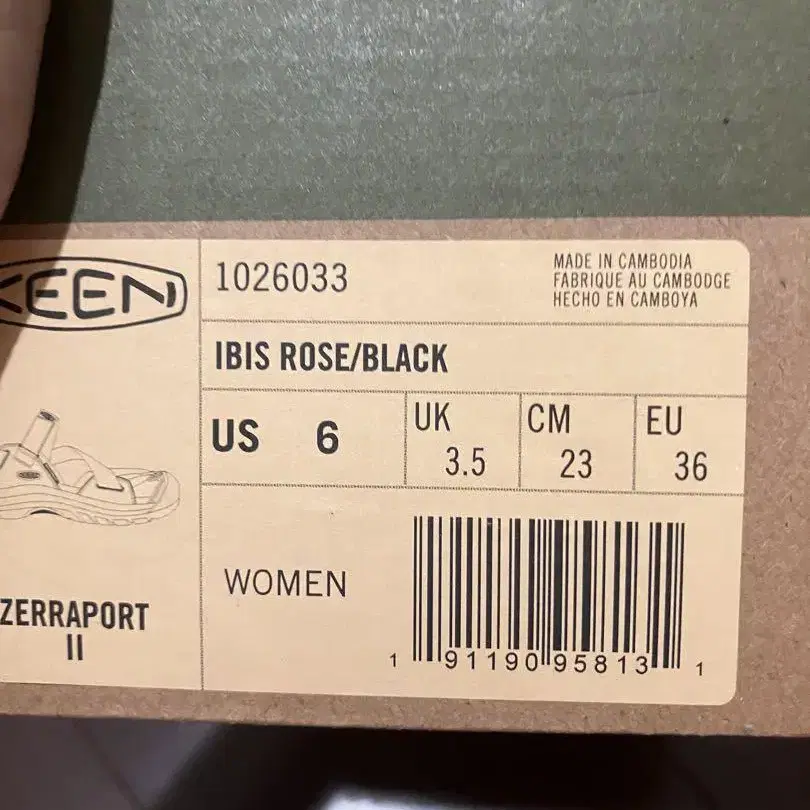 KEEN
1026033
MADE IN CAMBODIA
FABRIQUE AU CAMBODGE
HECHO EN CAMBOYA
IBIS ROSE/BLACK
US 6
UK 3.5
CM 23
EU 36
WOMEN
ZERRAPORT
II
1 91190 95813 1